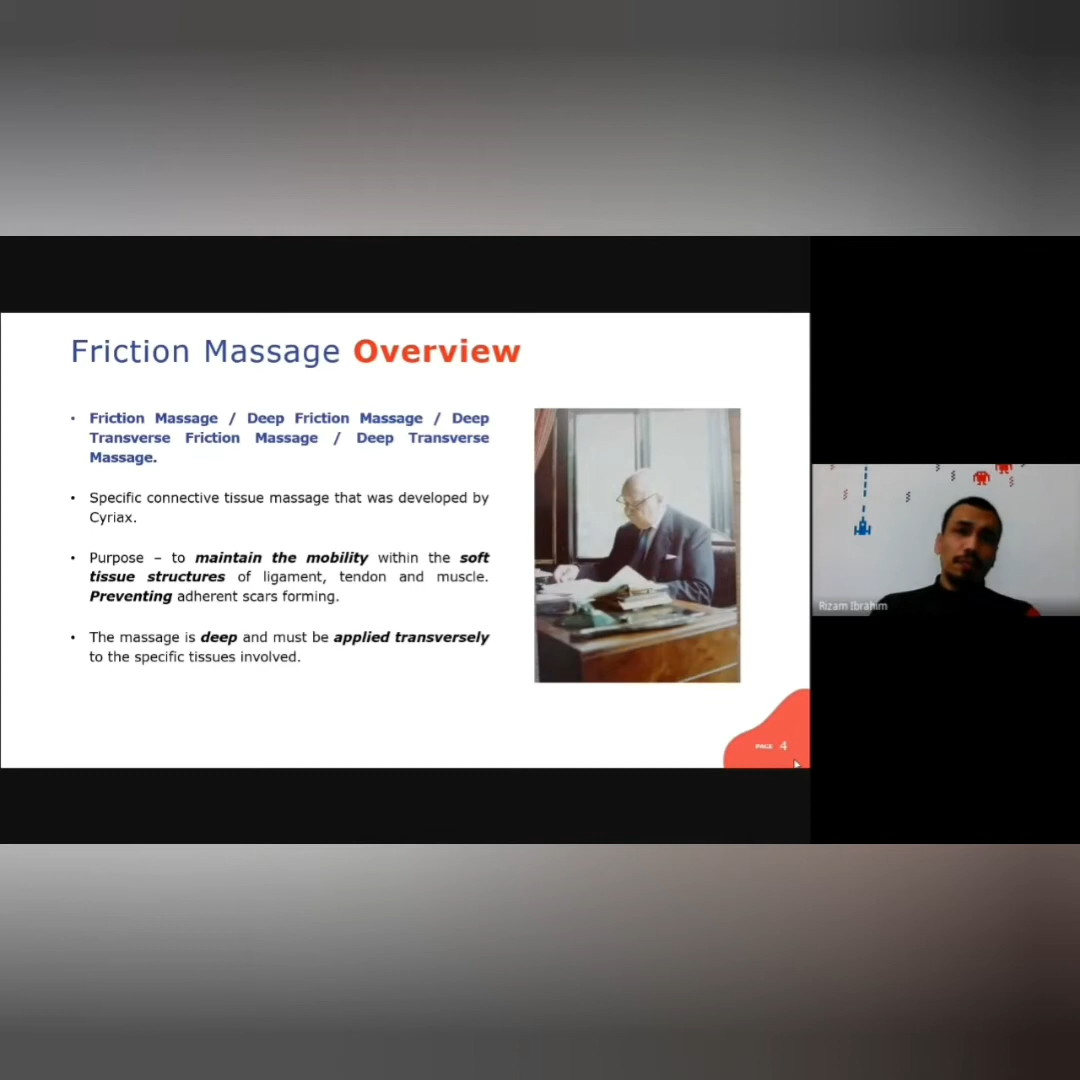 Friction Massage Overview
• Friction Massage / Deep Friction Massage / Deep
Transverse Friction Massage / Deep Transverse
Massage.
• Specific connective tissue massage that was developed by
Cyriax.
• Purpose – to maintain the mobility within the soft
tissue structures of ligament, tendon and muscle.
Preventing adherent scars forming.
• The massage is deep and must be applied transversely
to the specific tissues involved.
PAGE 4
Rizam Ibrahim